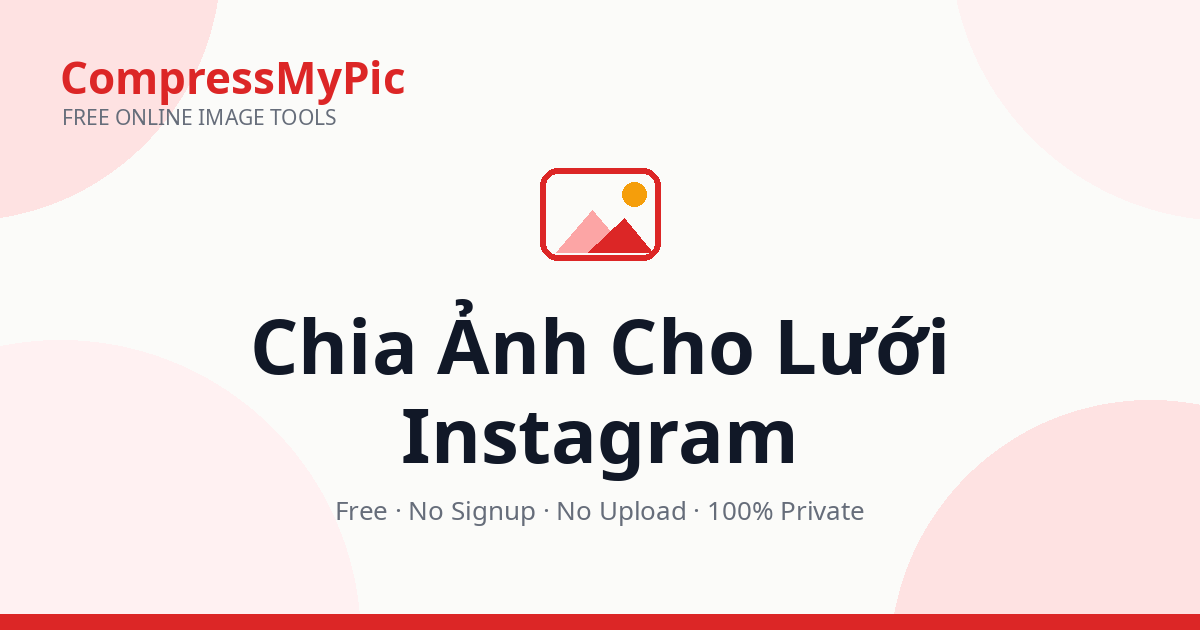 CompressMyPic
FREE ONLINE IMAGE TOOLS
Chia Ảnh Cho Lưới
Instagram
Free · No Signup · No Upload · 100% Private